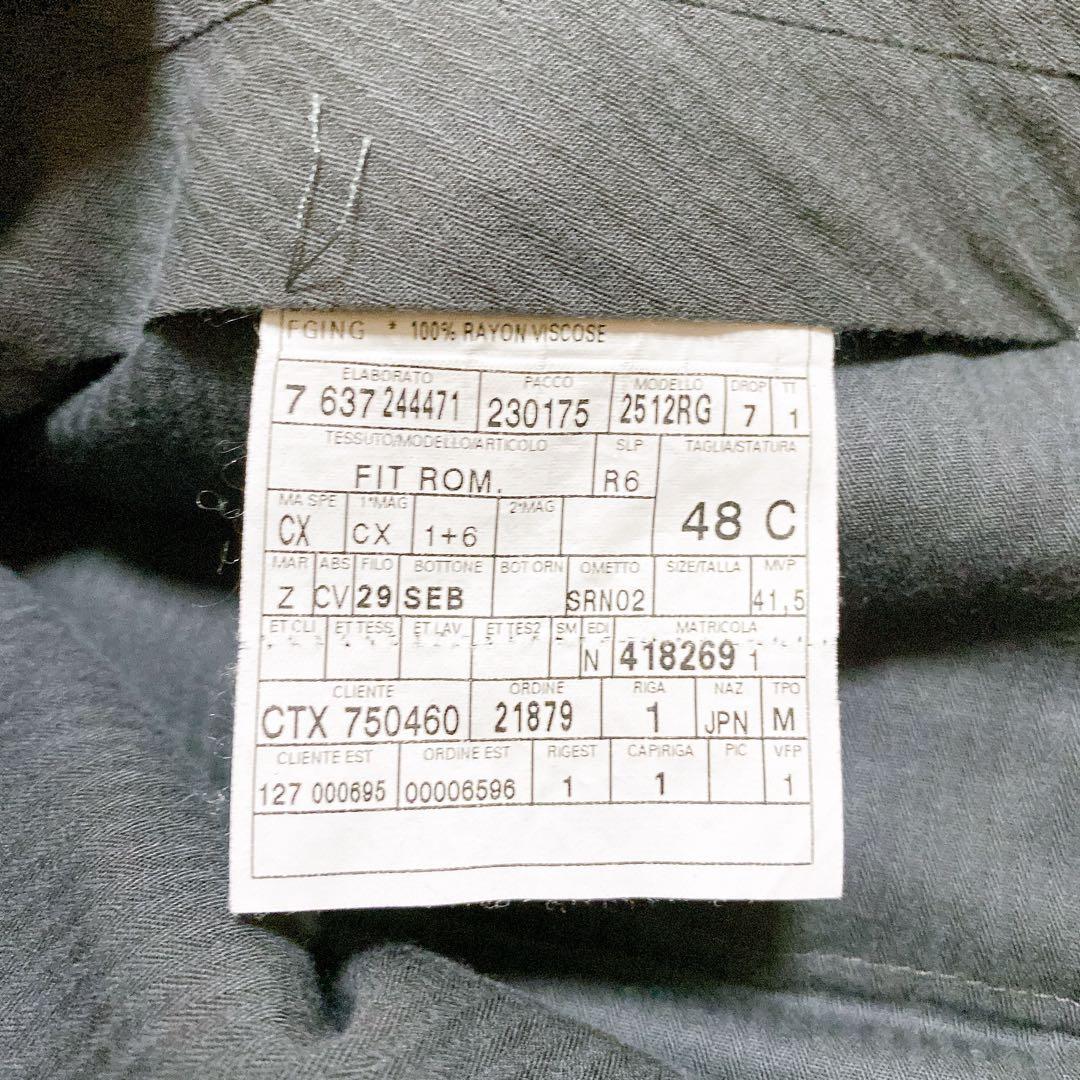 FGING * 100% RAYON VISCOSE
ELABORATO PACCO MODELLO DROP TT
7 637 244471 230175 2512RG 7 1
TESSUTO/MODELLO/ARTICOLO SLP TAGLIA/STATURA
FIT ROM. R6 48 C
MA SPE 1°MAG 2°MAG
CX CX 1+6
MAR ABS FILO BOTTONE BOT ORN OMETTO SIZE/TALLA MVP
Z CV 29 SEB SRN02 41,5
ET CLI ET TESS ET LAV ET TES2 SM EDI MATRICOLA
N 418269 1
CLIENTE ORDINE RIGA NAZ TPO
CTX 750460 21879 1 JPN M
CLIENTE EST ORDINE EST RIGEST CAPIRIGA PIC VFP
127 000695 00006596 1 1 1